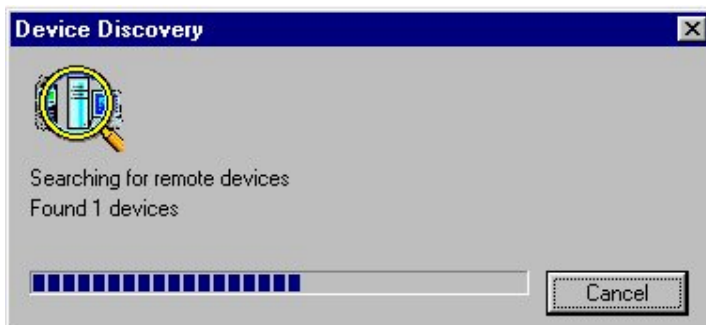 Device Discovery
Searching for remote devices
Found 1 devices
Cancel